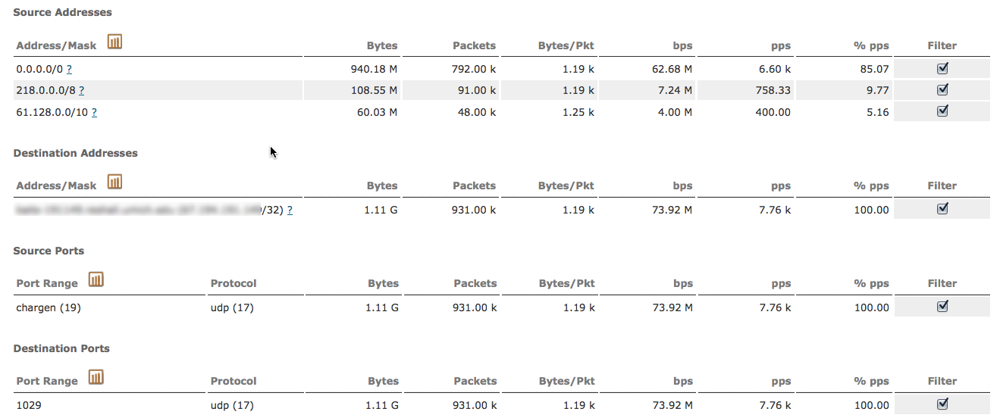 Source Addresses
Address/Mask Bytes Packets Bytes/Pkt bps pps % pps Filter
0.0.0.0/0 ? 940.18 M 792.00 k 1.19 k 62.68 M 6.60 k 85.07
218.0.0.0/8 ? 108.55 M 91.00 k 1.19 k 7.24 M 758.33 9.77
61.128.0.0/10 ? 60.03 M 48.00 k 1.25 k 4.00 M 400.00 5.16
Destination Addresses
Address/Mask Bytes Packets Bytes/Pkt bps pps % pps Filter
/32) ? 1.11 G 931.00 k 1.19 k 73.92 M 7.76 k 100.00
Source Ports
Port Range Protocol Bytes Packets Bytes/Pkt bps pps % pps Filter
chargen (19) udp (17) 1.11 G 931.00 k 1.19 k 73.92 M 7.76 k 100.00
Destination Ports
Port Range Protocol Bytes Packets Bytes/Pkt bps pps % pps Filter
1029 udp (17) 1.11 G 931.00 k 1.19 k 73.92 M 7.76 k 100.00